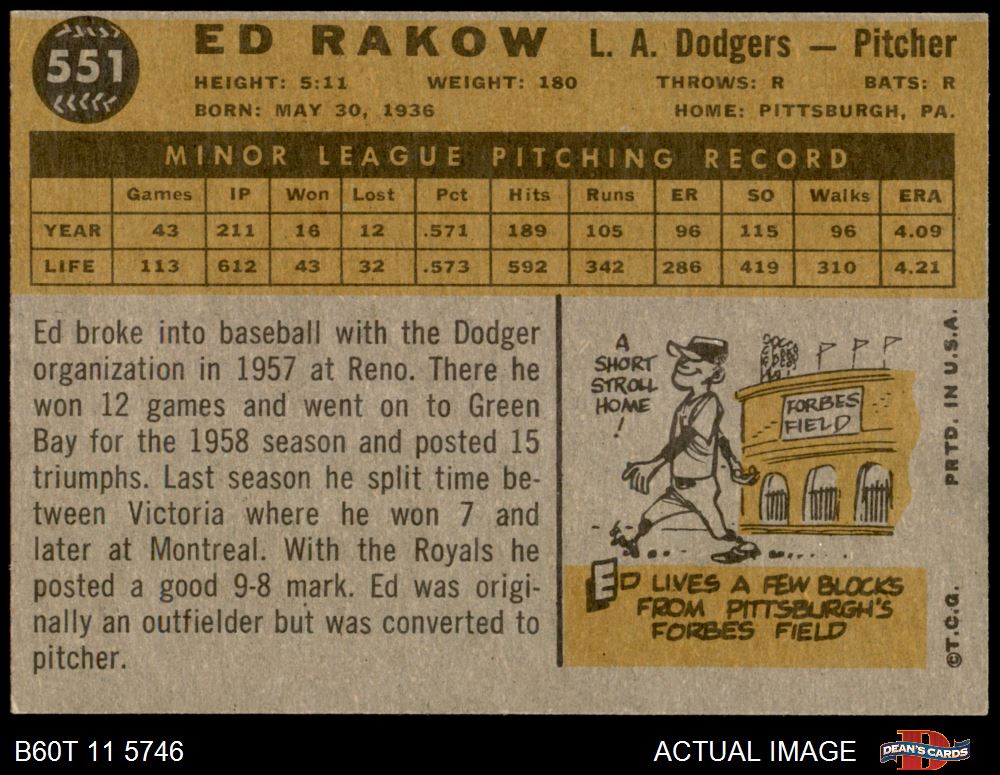 551
ED RAKOW L. A. Dodgers — Pitcher
HEIGHT: 5:11 WEIGHT: 180 THROWS: R BATS: R
BORN: MAY 30, 1936 HOME: PITTSBURGH, PA.
MINOR LEAGUE PITCHING RECORD
Games IP Won Lost Pct Hits Runs ER SO Walks ERA
YEAR 43 211 16 12 .571 189 105 96 115 96 4.09
LIFE 113 612 43 32 .573 592 342 286 419 310 4.21
Ed broke into baseball with the Dodger
organization in 1957 at Reno. There he
won 12 games and went on to Green
Bay for the 1958 season and posted 15
triumphs. Last season he split time be-
tween Victoria where he won 7 and
later at Montreal. With the Royals he
posted a good 9-8 mark. Ed was origi-
nally an outfielder but was converted to
pitcher.
A
SHORT
STROLL
HOME
!
FORBES
FIELD
ED LIVES A FEW BLOCKS
FROM PITTSBURGH'S
FORBES FIELD
©T.C.G. PRTD. IN U.S.A.
B60T 11 5746 ACTUAL IMAGE DEAN'S CARDS